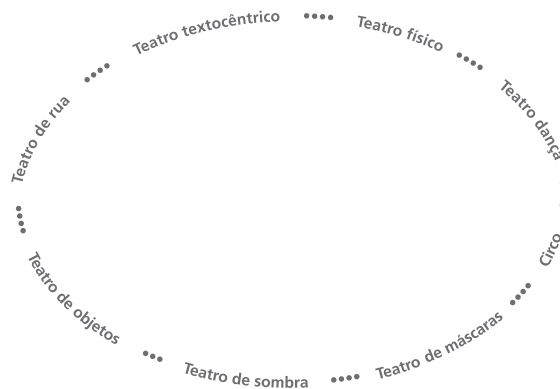 Teatro textocêntrico
Teatro físico
Teatro dança
Circo
Teatro de máscaras
Teatro de sombra
Teatro de objetos
Teatro de rua